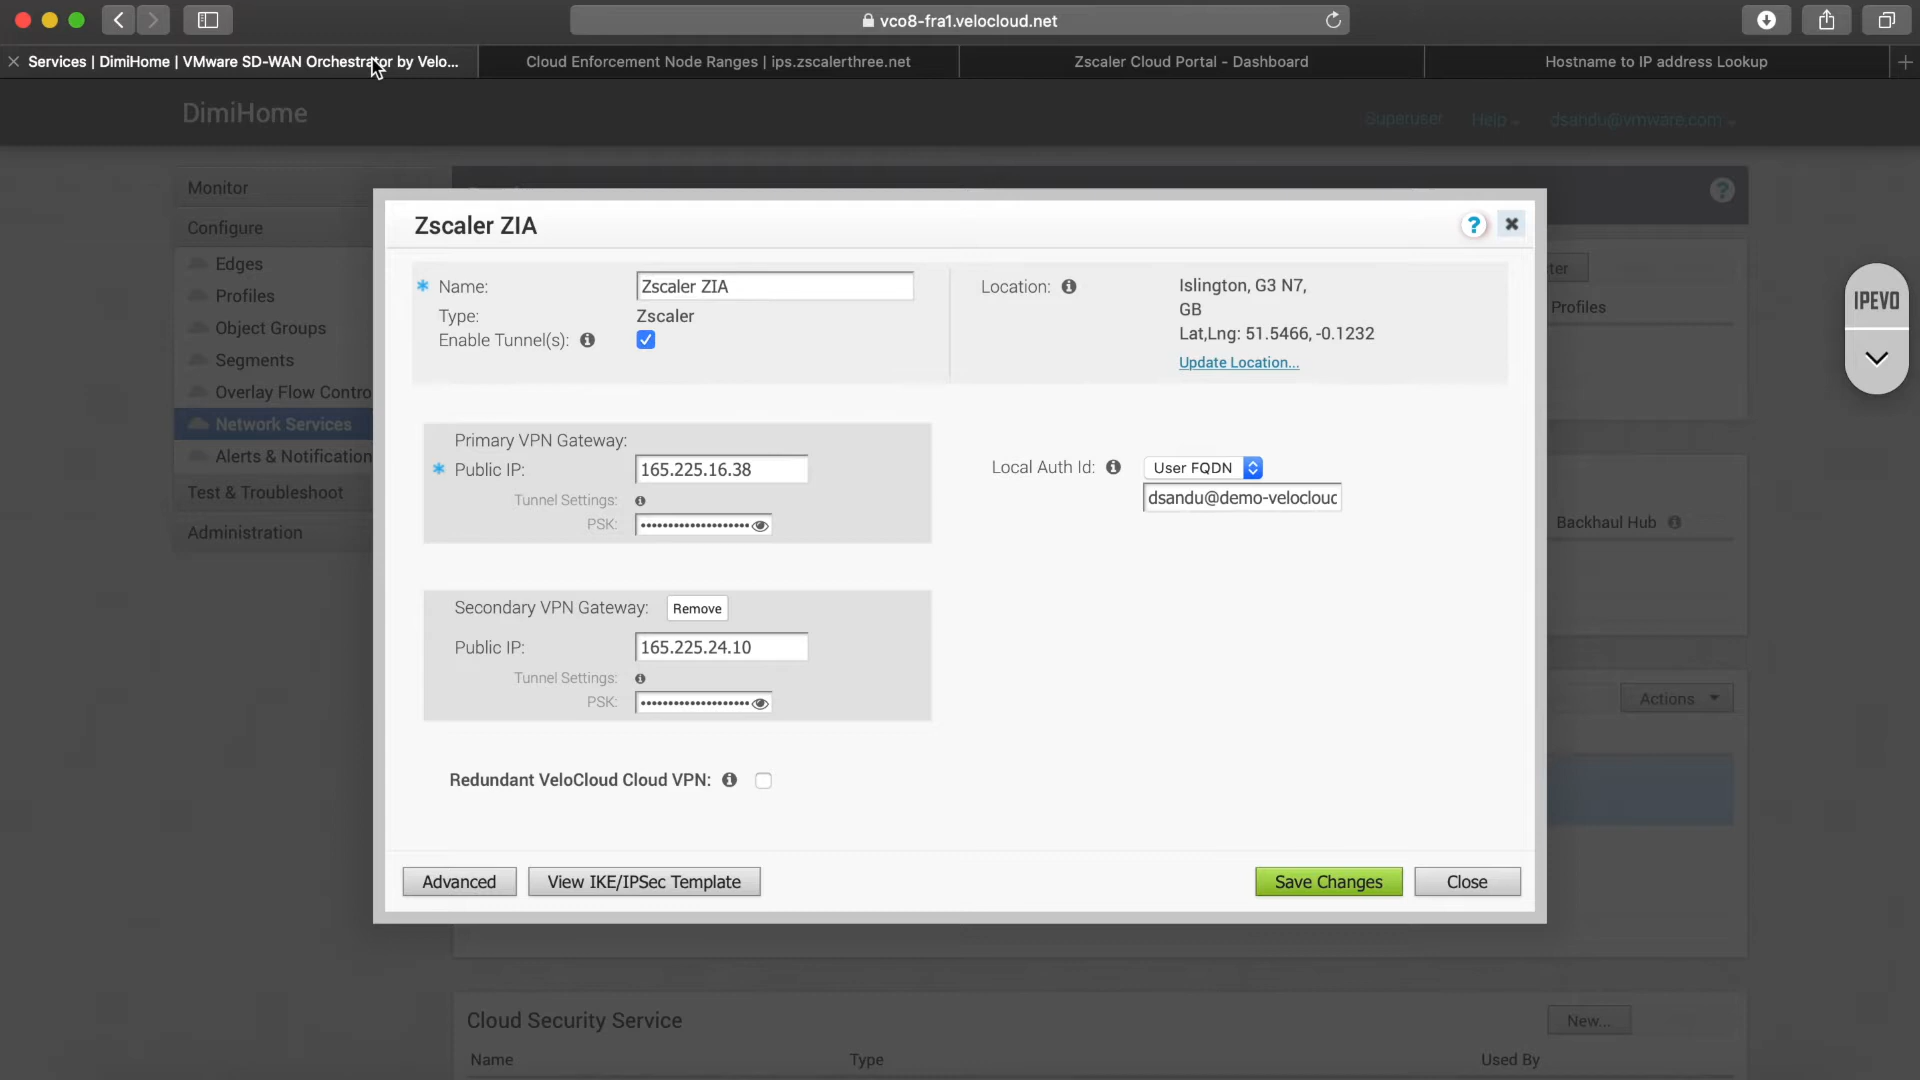 vco8-fra1.velocloud.net
Services | DimiHome | VMware SD-WAN Orchestrator by Velo...
Cloud Enforcement Node Ranges | ips.zscalerthree.net
Zscaler Cloud Portal - Dashboard
Hostname to IP address Lookup
DimiHome
Superuser
Help
dsandu@vmware.com
Monitor
Configure
Edges
Profiles
Object Groups
Segments
Overlay Flow Contro
Network Services
Alerts & Notification
Test & Troubleshoot
Administration
Zscaler ZIA
?
Name:
Zscaler ZIA
Type:
Zscaler
Enable Tunnel(s):
Location:
Islington, G3 N7,
GB
Lat,Lng: 51.5466, -0.1232
Update Location...
Primary VPN Gateway:
Public IP:
165.225.16.38
Tunnel Settings:
PSK:
Local Auth Id:
User FQDN
dsandu@demo-velocloud
Secondary VPN Gateway:
Remove
Public IP:
165.225.24.10
Tunnel Settings:
PSK:
Redundant VeloCloud Cloud VPN:
Advanced
View IKE/IPSec Template
Save Changes
Close
?
Profiles
Backhaul Hub
Actions
IPEVO
Cloud Security Service
New...
Name
Type
Used By